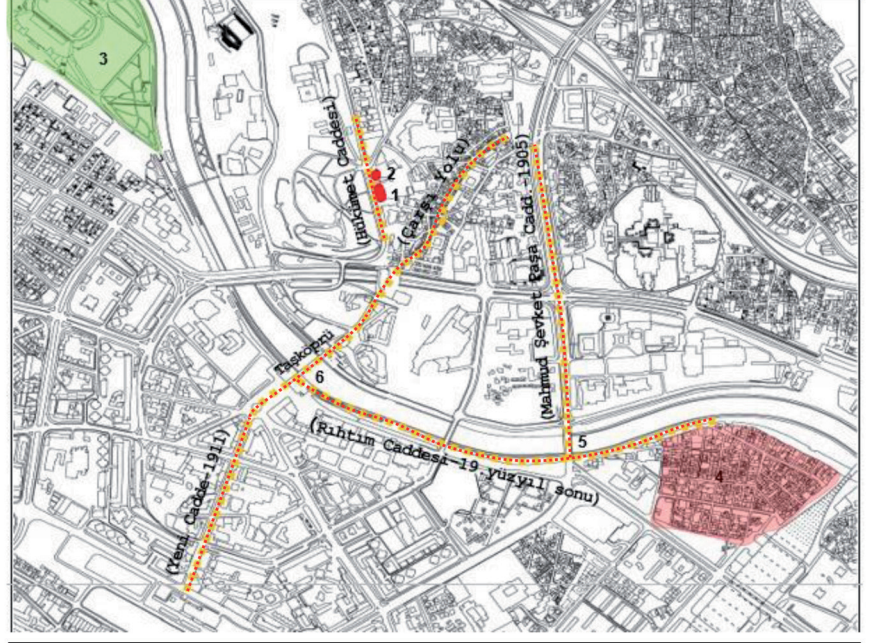 3
(Hükümet Caddesi)
2
1
(Çarşı Yolu)
(Mahmud Şevket Paşa Cadd.-1905)
Taşköprü
6
(Rıhtım Caddesi-19.yüzyıl sonu)
5
4
(Yeni Cadde-1911)